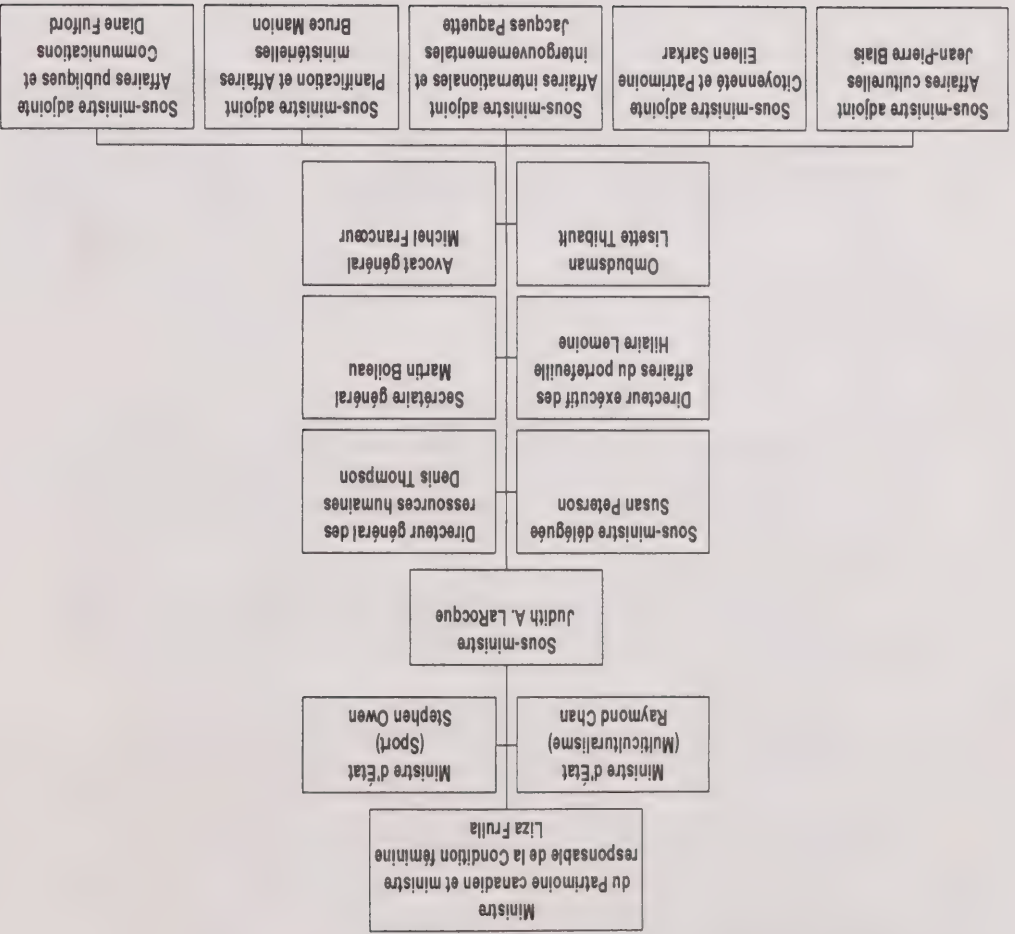 Ministre
du Patrimoine canadien et ministre
responsable de la Condition féminine
Liza Frulla
Ministre d'État
(Multiculturalisme)
Raymond Chan
Ministre d'État
(Sport)
Stephen Owen
Sous-ministre
Judith A. LaRocque
Sous-ministre déléguée
Susan Peterson
Directeur général des
ressources humaines
Denis Thompson
Directeur exécutif des
affaires du portefeuille
Hilaire Lemoine
Secrétaire général
Martin Boileau
Ombudsman
Lisette Thibault
Avocat général
Michel Francœur
Sous-ministre adjoint
Affaires culturelles
Jean-Pierre Blais
Sous-ministre adjointe
Citoyenneté et Patrimoine
Eileen Sarkar
Sous-ministre adjoint
Affaires internationales et
intergouvernementales
Jacques Paquette
Sous-ministre adjoint
Planification et Affaires
ministérielles
Bruce Manion
Sous-ministre adjointe
Affaires publiques et
Communications
Diane Fulford